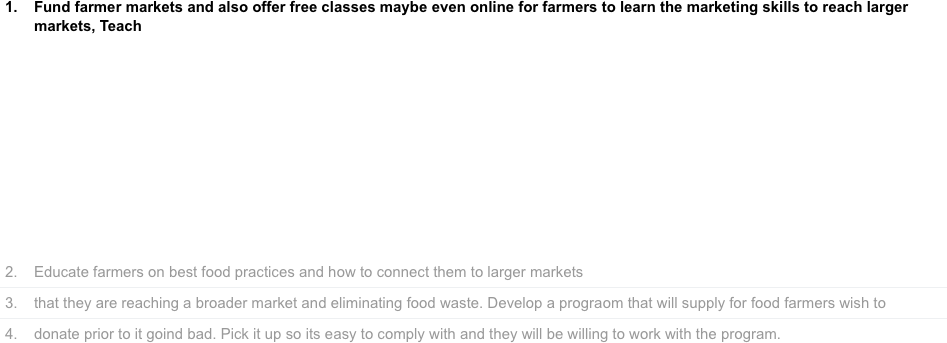 1. Fund farmer markets and also offer free classes maybe even online for farmers to learn the marketing skills to reach larger
markets, Teach
2. Educate farmers on best food practices and how to connect them to larger markets
3. that they are reaching a broader market and eliminating food waste. Develop a prograom that will supply for food farmers wish to
4. donate prior to it goind bad. Pick it up so its easy to comply with and they will be willing to work with the program.